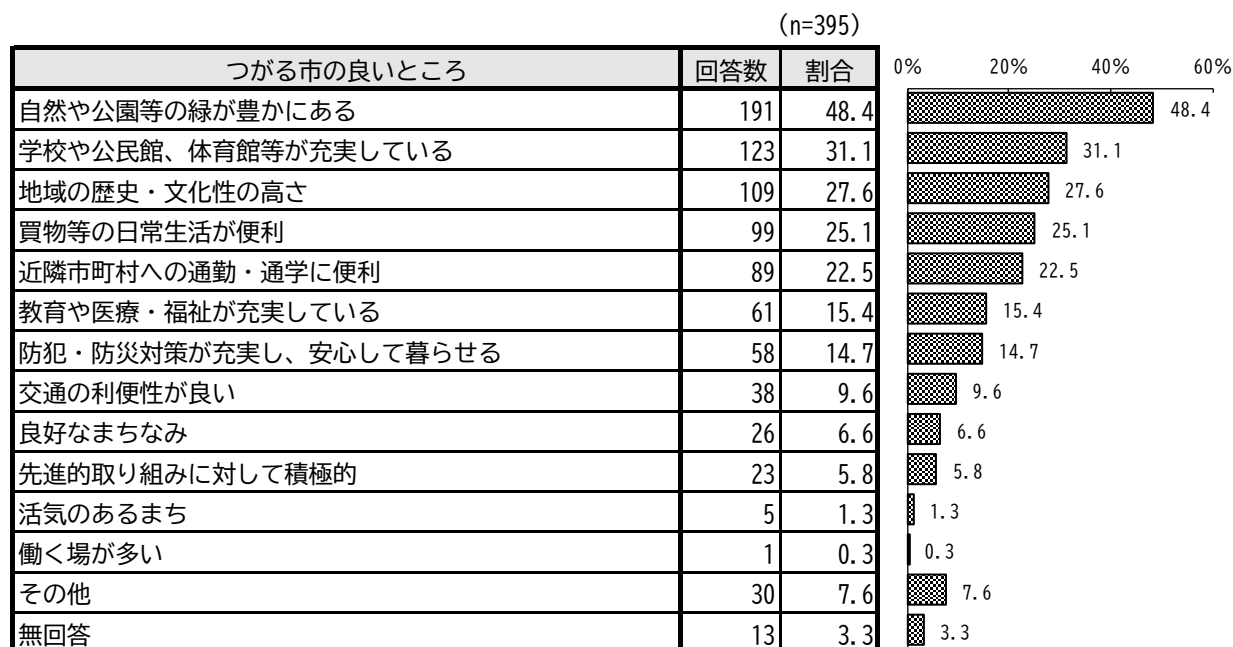 (n=395)
つがる市の良いところ 回答数 割合 0% 20% 40% 60%
自然や公園等の緑が豊かにある 191 48.4 48.4
学校や公民館、体育館等が充実している 123 31.1 31.1
地域の歴史・文化性の高さ 109 27.6 27.6
買物等の日常生活が便利 99 25.1 25.1
近隣市町村への通勤・通学に便利 89 22.5 22.5
教育や医療・福祉が充実している 61 15.4 15.4
防犯・防災対策が充実し、安心して暮らせる 58 14.7 14.7
交通の利便性が良い 38 9.6 9.6
良好なまちなみ 26 6.6 6.6
先進的取り組みに対して積極的 23 5.8 5.8
活気のあるまち 5 1.3 1.3
働く場が多い 1 0.3 0.3
その他 30 7.6 7.6
無回答 13 3.3 3.3